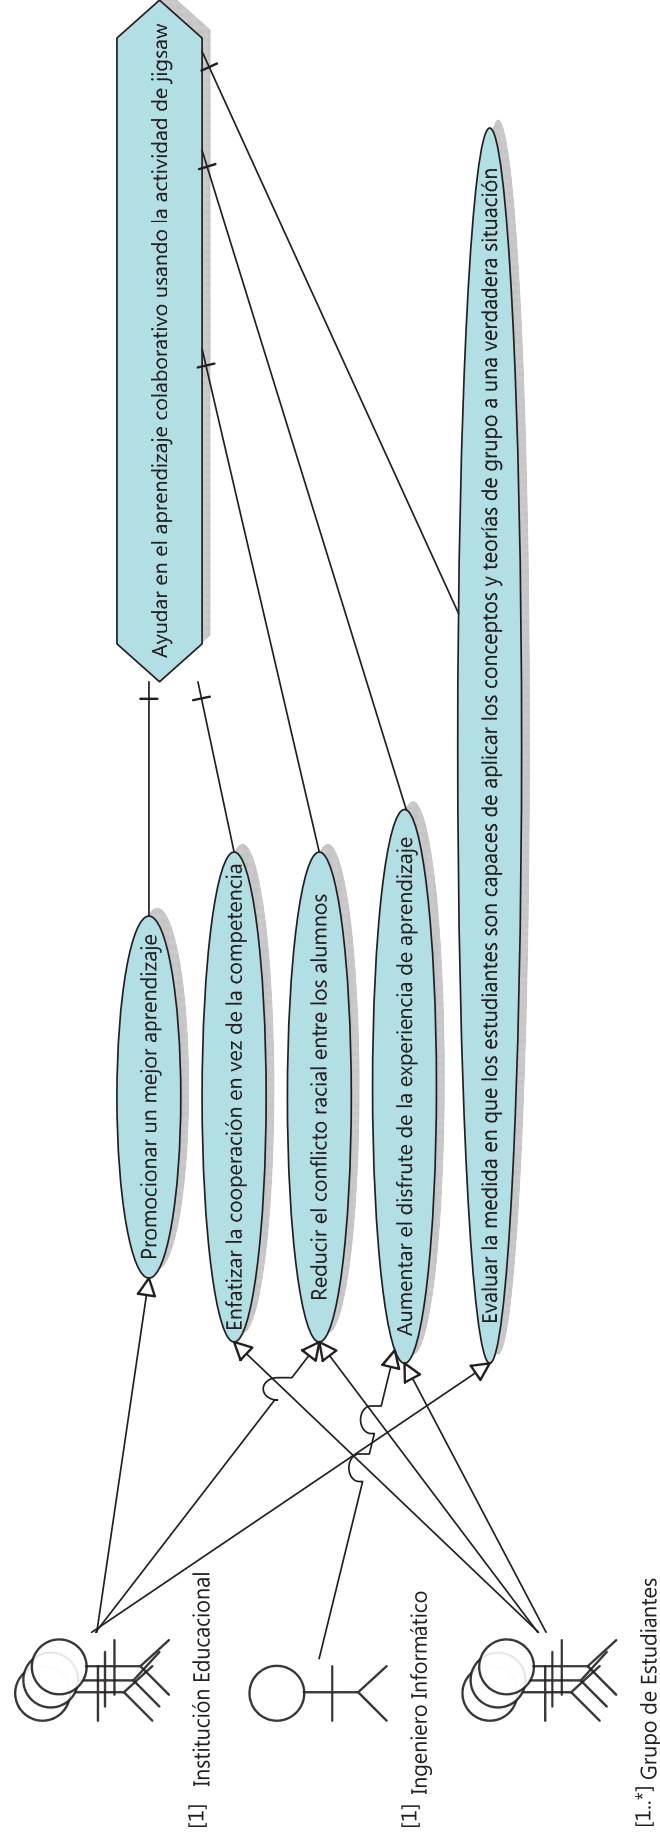 Ayudar en el aprendizaje colaborativo usando la actividad de jigsaw
Promocionar un mejor aprendizaje
Enfatizar la cooperación en vez de la competencia
Reducir el conflicto racial entre los alumnos
Aumentar el disfrute de la experiencia de aprendizaje
Evaluar la medida en que los estudiantes son capaces de aplicar los conceptos y teorías de grupo a una verdadera situación
[1] Institución Educacional
[1] Ingeniero Informático
[1..*] Grupo de Estudiantes